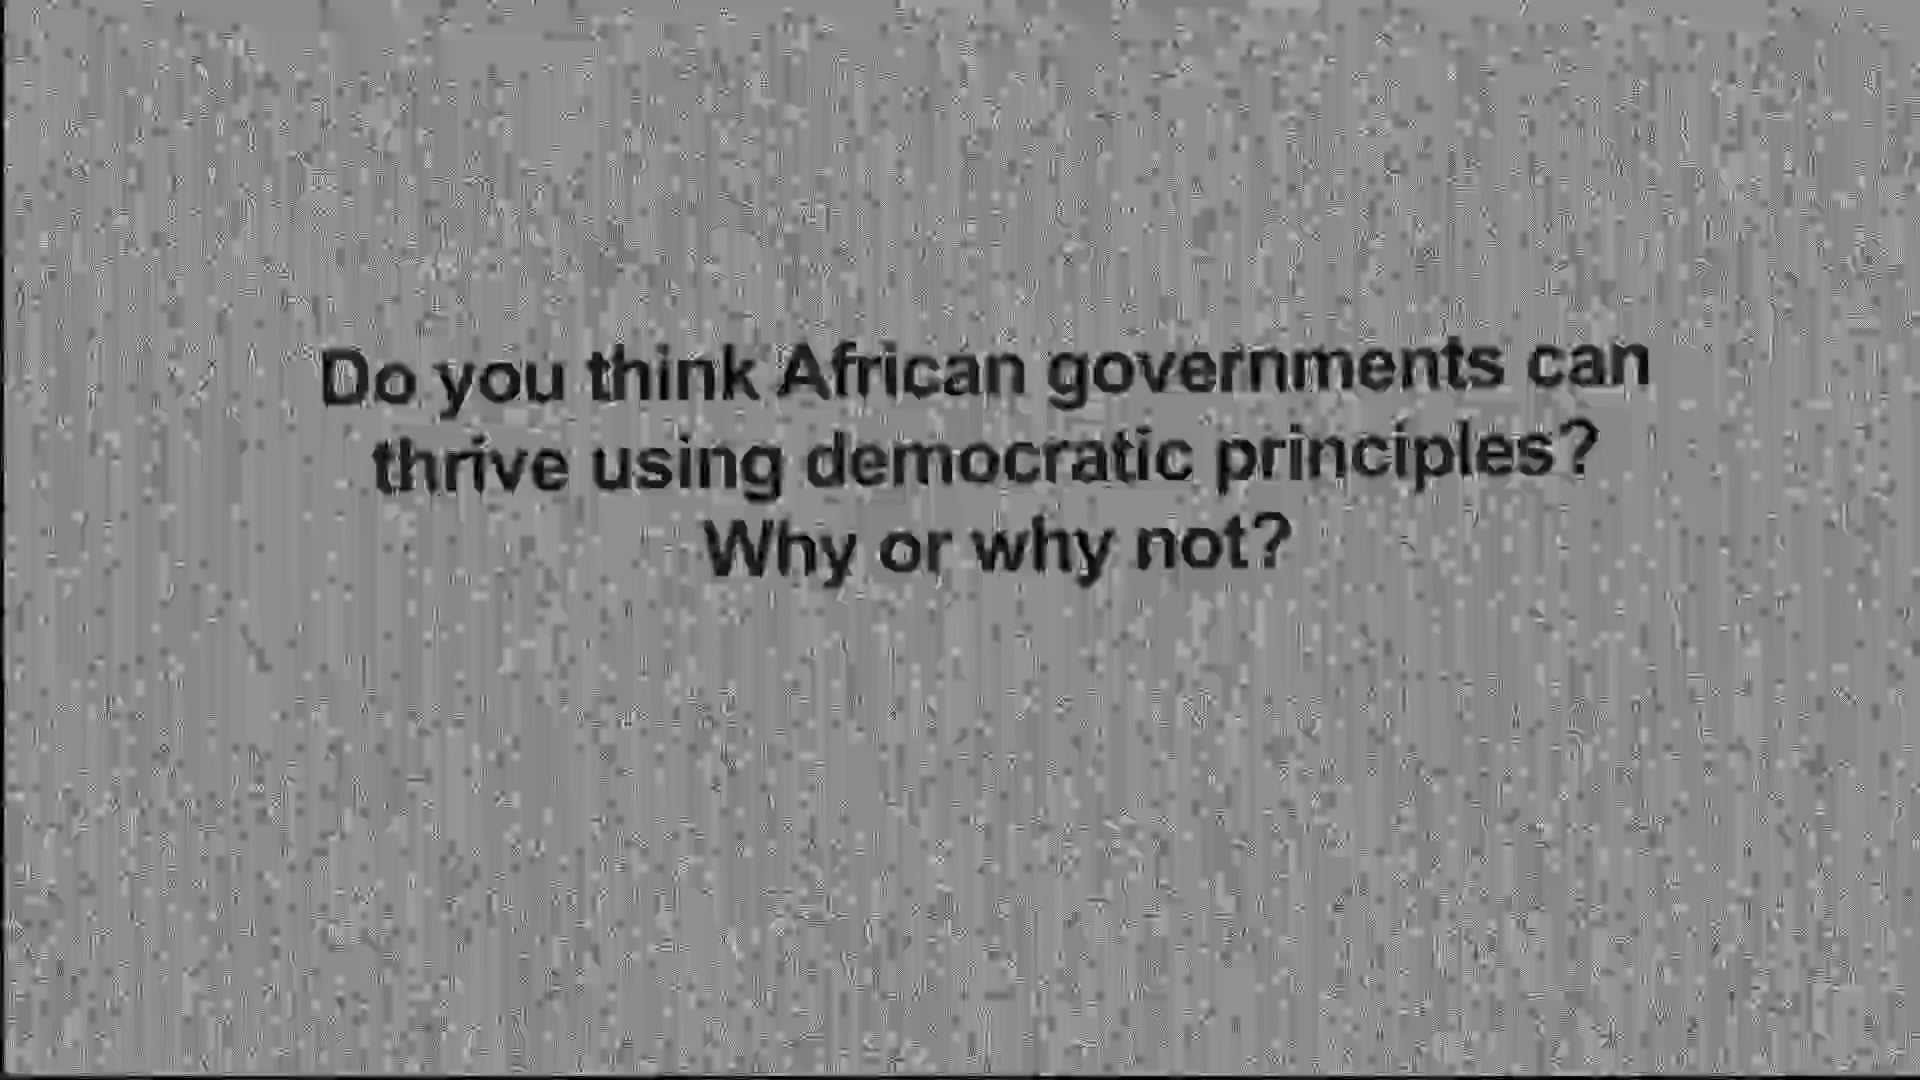 Do you think African governments can
thrive using democratic principles?
Why or why not?